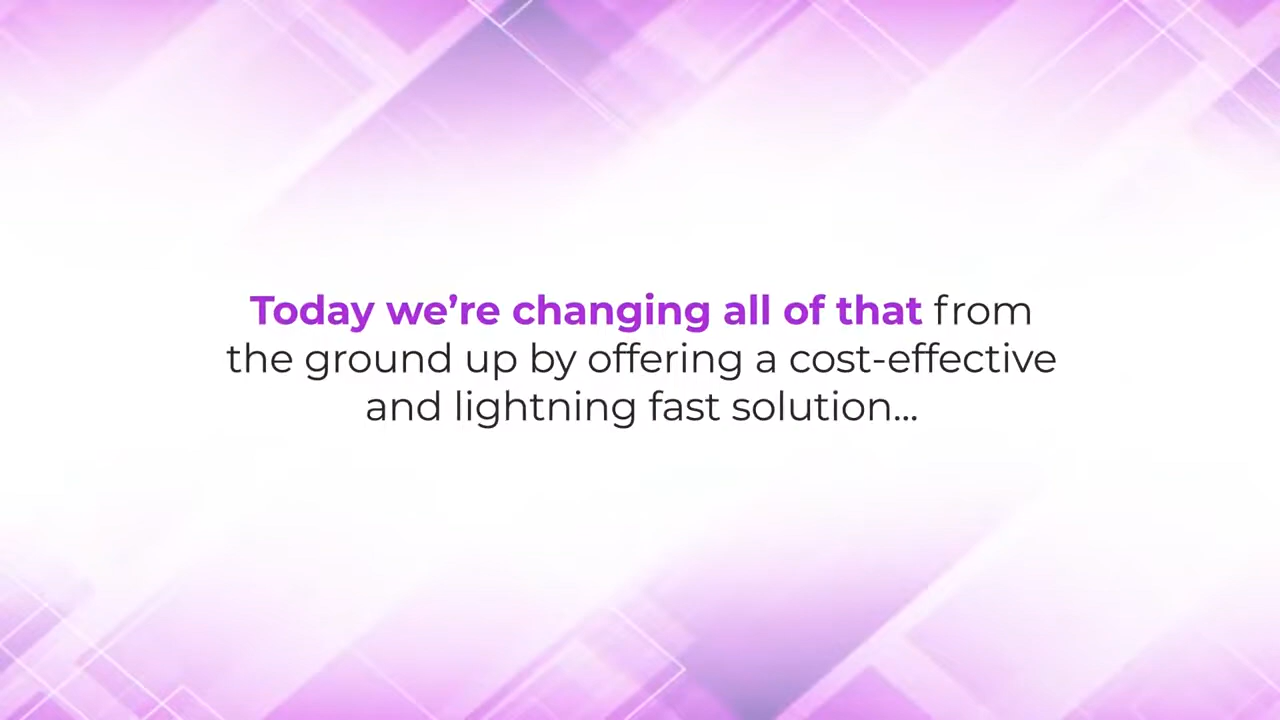 Today we’re changing all of that from
the ground up by offering a cost-effective
and lightning fast solution...